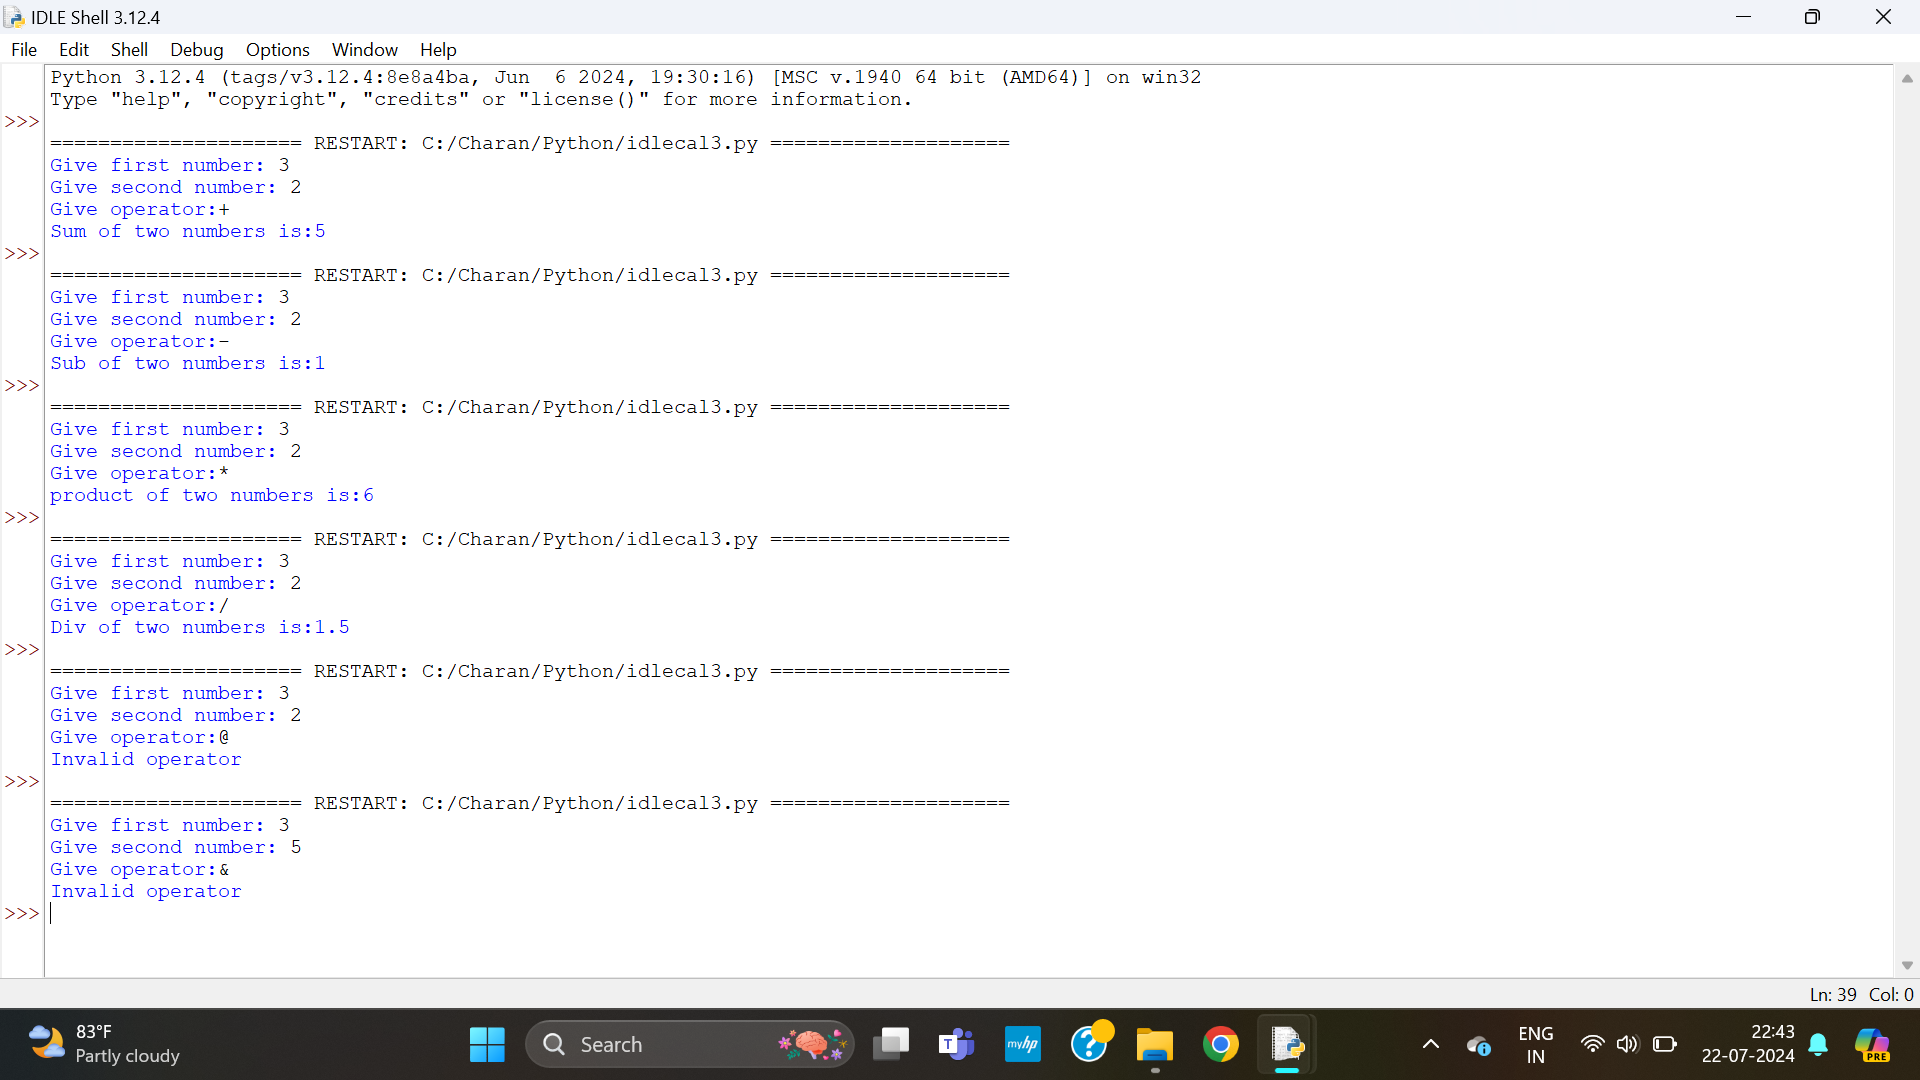 IDLE Shell 3.12.4
File Edit Shell Debug Options Window Help
Python 3.12.4 (tags/v3.12.4:8e8a4ba, Jun  6 2024, 19:30:16) [MSC v.1940 64 bit (AMD64)] on win32
Type "help", "copyright", "credits" or "license()" for more information.
>>>
===================== RESTART: C:/Charan/Python/idlecal3.py ====================
Give first number: 3
Give second number: 2
Give operator:+
Sum of two numbers is:5
>>>
===================== RESTART: C:/Charan/Python/idlecal3.py ====================
Give first number: 3
Give second number: 2
Give operator:-
Sub of two numbers is:1
>>>
===================== RESTART: C:/Charan/Python/idlecal3.py ====================
Give first number: 3
Give second number: 2
Give operator:*
product of two numbers is:6
>>>
===================== RESTART: C:/Charan/Python/idlecal3.py ====================
Give first number: 3
Give second number: 2
Give operator:/
Div of two numbers is:1.5
>>>
===================== RESTART: C:/Charan/Python/idlecal3.py ====================
Give first number: 3
Give second number: 2
Give operator:@
Invalid operator
>>>
===================== RESTART: C:/Charan/Python/idlecal3.py ====================
Give first number: 3
Give second number: 5
Give operator:&
Invalid operator
>>>
Ln: 39 Col: 0
83°F
Partly cloudy
Search
T
myhp
?
ENG
IN
22:43
22-07-2024
PRE